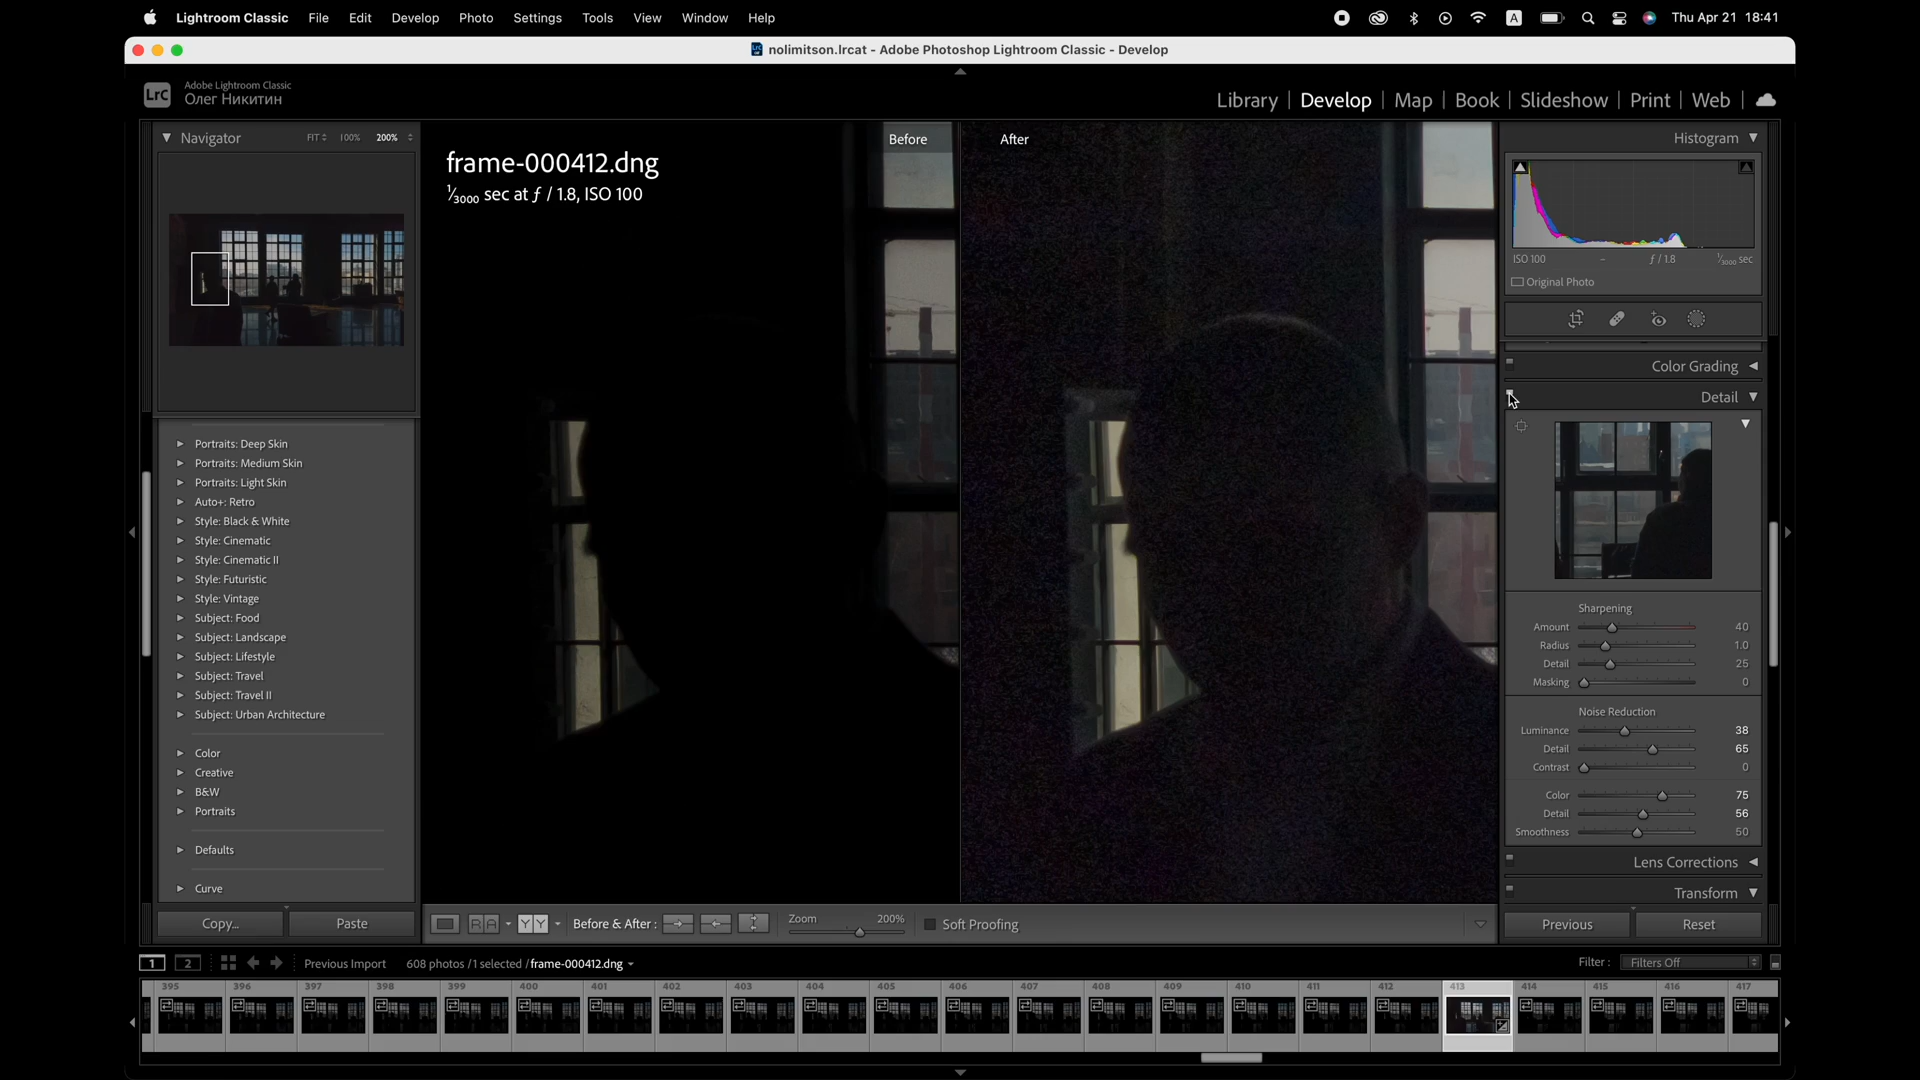 Lightroom Classic File Edit Develop Photo Settings Tools View Window Help A Thu Apr 21 18:41
nolimitson.lrcat - Adobe Photoshop Lightroom Classic - Develop
LrC Adobe Lightroom Classic
Олег Никитин
Library | Develop | Map | Book | Slideshow | Print | Web
Navigator FIT 100% 200%
Portraits: Deep Skin
Portraits: Medium Skin
Portraits: Light Skin
Auto+: Retro
Style: Black & White
Style: Cinematic
Style: Cinematic II
Style: Futuristic
Style: Vintage
Subject: Food
Subject: Landscape
Subject: Lifestyle
Subject: Travel
Subject: Travel II
Subject: Urban Architecture
Color
Creative
B&W
Portraits
Defaults
Curve
Copy... Paste
Before After
frame-000412.dng
1/3000 sec at ƒ / 1.8, ISO 100
Histogram
ISO 100 – ƒ / 1.8 1/3000 sec
Original Photo
Color Grading
Detail
Sharpening
Amount 40
Radius 1.0
Detail 25
Masking 0
Noise Reduction
Luminance 38
Detail 65
Contrast 0
Color 75
Detail 56
Smoothness 50
Lens Corrections
Transform
Previous Reset
R A Y Y Before & After : Zoom 200% Soft Proofing
1 2 Previous Import 608 photos /1 selected /frame-000412.dng Filter : Filters Off
395 396 397 398 399 400 401 402 403 404 405 406 407 408 409 410 411 412 413 414 415 416 417